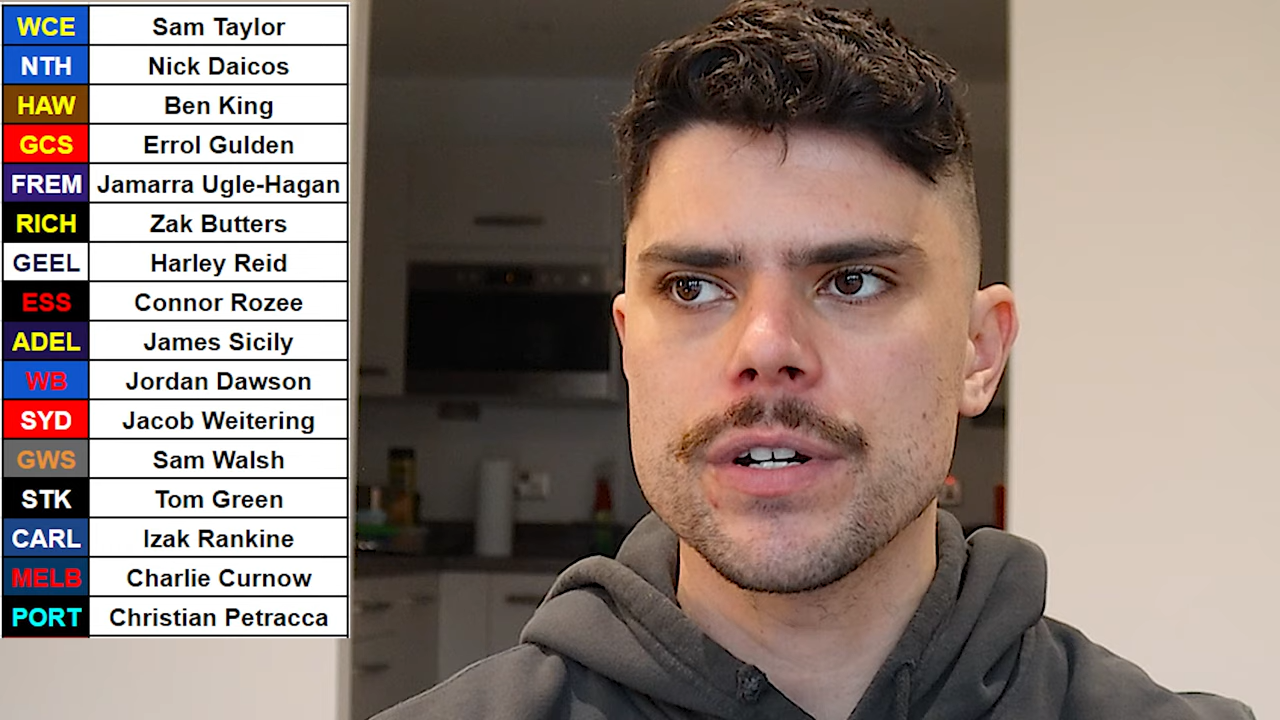 WCE Sam Taylor
NTH Nick Daicos
HAW Ben King
GCS Errol Gulden
FREM Jamarra Ugle-Hagan
RICH Zak Butters
GEEL Harley Reid
ESS Connor Rozee
ADEL James Sicily
WB Jordan Dawson
SYD Jacob Weitering
GWS Sam Walsh
STK Tom Green
CARL Izak Rankine
MELB Charlie Curnow
PORT Christian Petracca